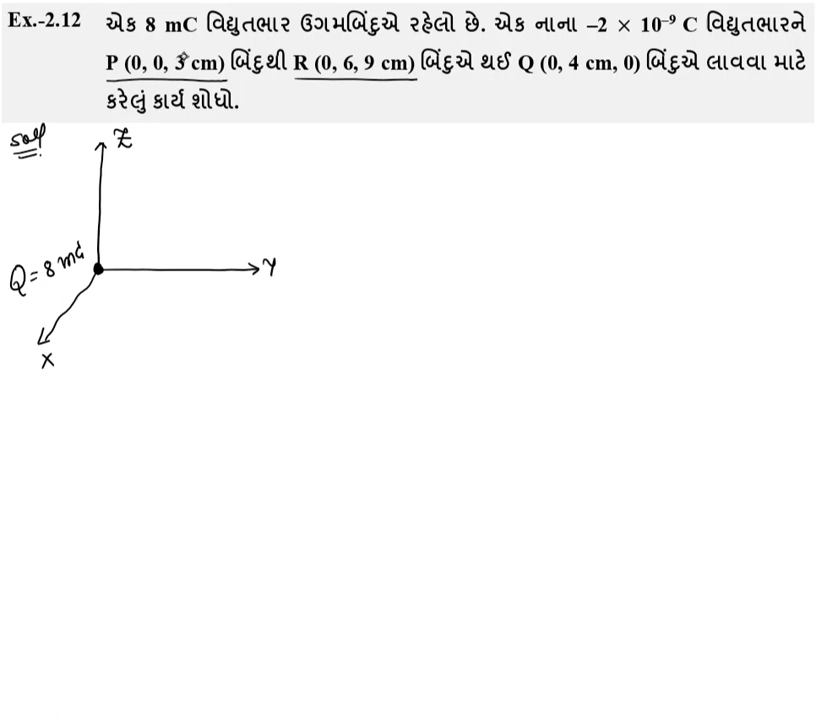 Ex.-2.12 એક 8 mC વિદ્યુતભાર ઉગમબિંદુએ રહેલો છે. એક નાના –2 × 10⁻⁹ C વિદ્યુતભારને
P (0, 0, 3 cm) બિંદુથી R (0, 6, 9 cm) બિંદુએ થઈ Q (0, 4 cm, 0) બિંદુએ લાવવા માટે
કરેલું કાર્ય શોધો.
Solⁿ
Z
Q = 8 mC
Y
X